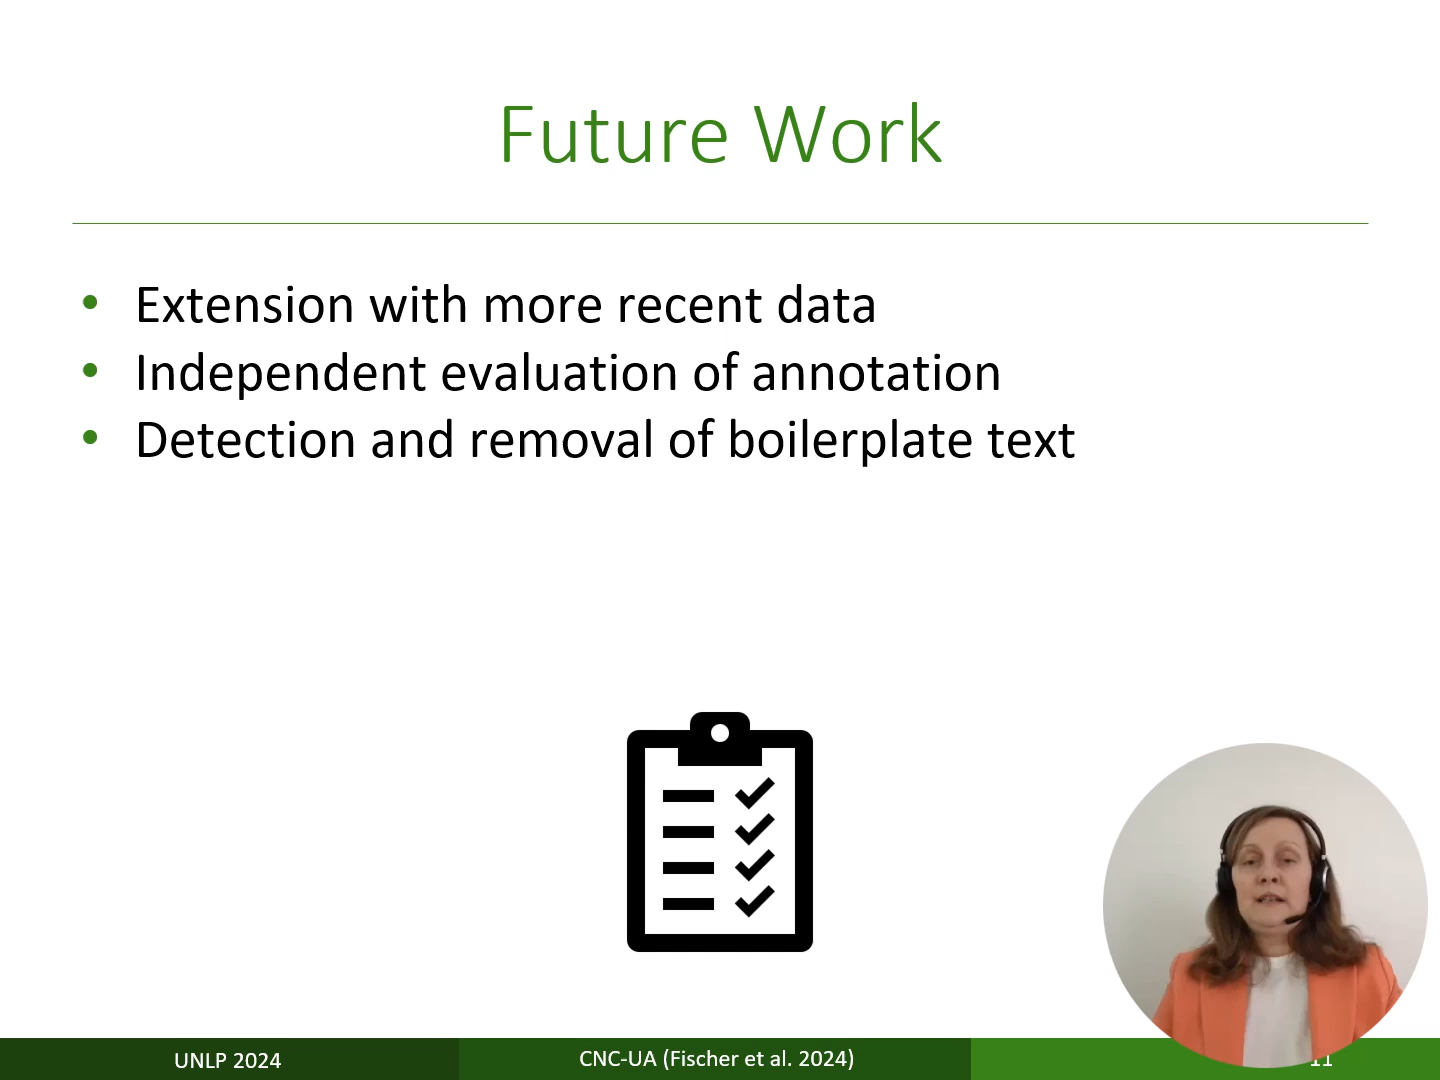 Future Work
• Extension with more recent data
• Independent evaluation of annotation
• Detection and removal of boilerplate text
UNLP 2024
CNC-UA (Fischer et al. 2024)
11